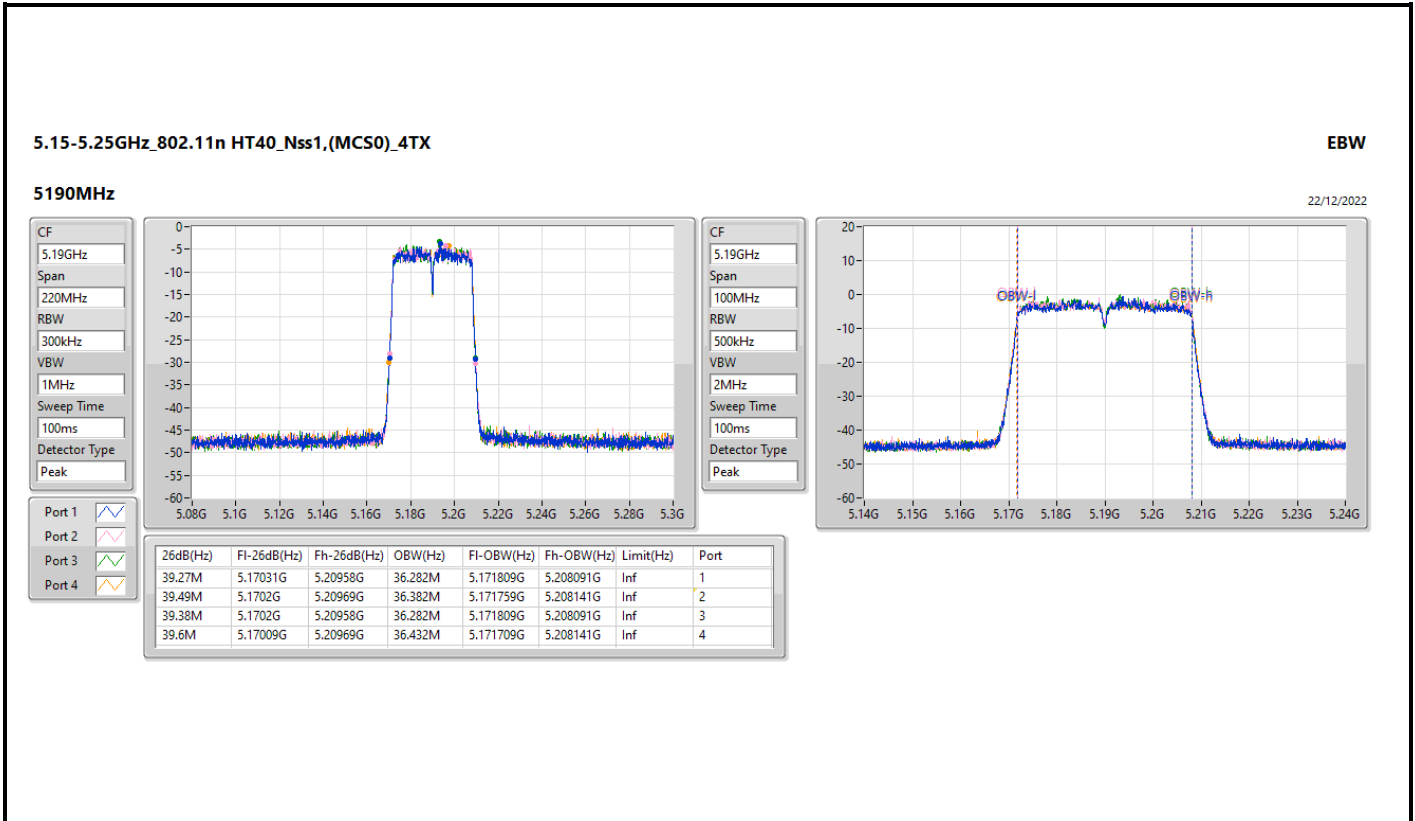 5.15-5.25GHz_802.11n HT40_Nss1,(MCS0)_4TX EBW
5190MHz
22/12/2022
CF
5.19GHz
Span
220MHz
RBW
300kHz
VBW
1MHz
Sweep Time
100ms
Detector Type
Peak
0
-5
-10
-15
-20
-25
-30
-35
-40
-45
-50
-55
-60
5.08G 5.1G 5.12G 5.14G 5.16G 5.18G 5.2G 5.22G 5.24G 5.26G 5.28G 5.3G
CF
5.19GHz
Span
100MHz
RBW
500kHz
VBW
2MHz
Sweep Time
100ms
Detector Type
Peak
20
10
0
-10
-20
-30
-40
-50
-60
OBW-l OBW-h
5.14G 5.15G 5.16G 5.17G 5.18G 5.19G 5.2G 5.21G 5.22G 5.23G 5.24G
Port 1
Port 2
Port 3
Port 4
26dB(Hz) Fl-26dB(Hz) Fh-26dB(Hz) OBW(Hz) Fl-OBW(Hz) Fh-OBW(Hz) Limit(Hz) Port
39.27M 5.17031G 5.20958G 36.282M 5.171809G 5.208091G Inf 1
39.49M 5.1702G 5.20969G 36.382M 5.171759G 5.208141G Inf 2
39.38M 5.1702G 5.20958G 36.282M 5.171809G 5.208091G Inf 3
39.6M 5.17009G 5.20969G 36.432M 5.171709G 5.208141G Inf 4